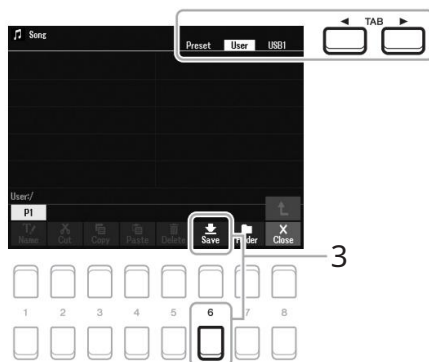 ◄ TAB ►
Song
Preset User USB1
User:/
P1
Name Cut Copy Paste Delete Save Folder Close
3
1 2 3 4 5 6 7 8